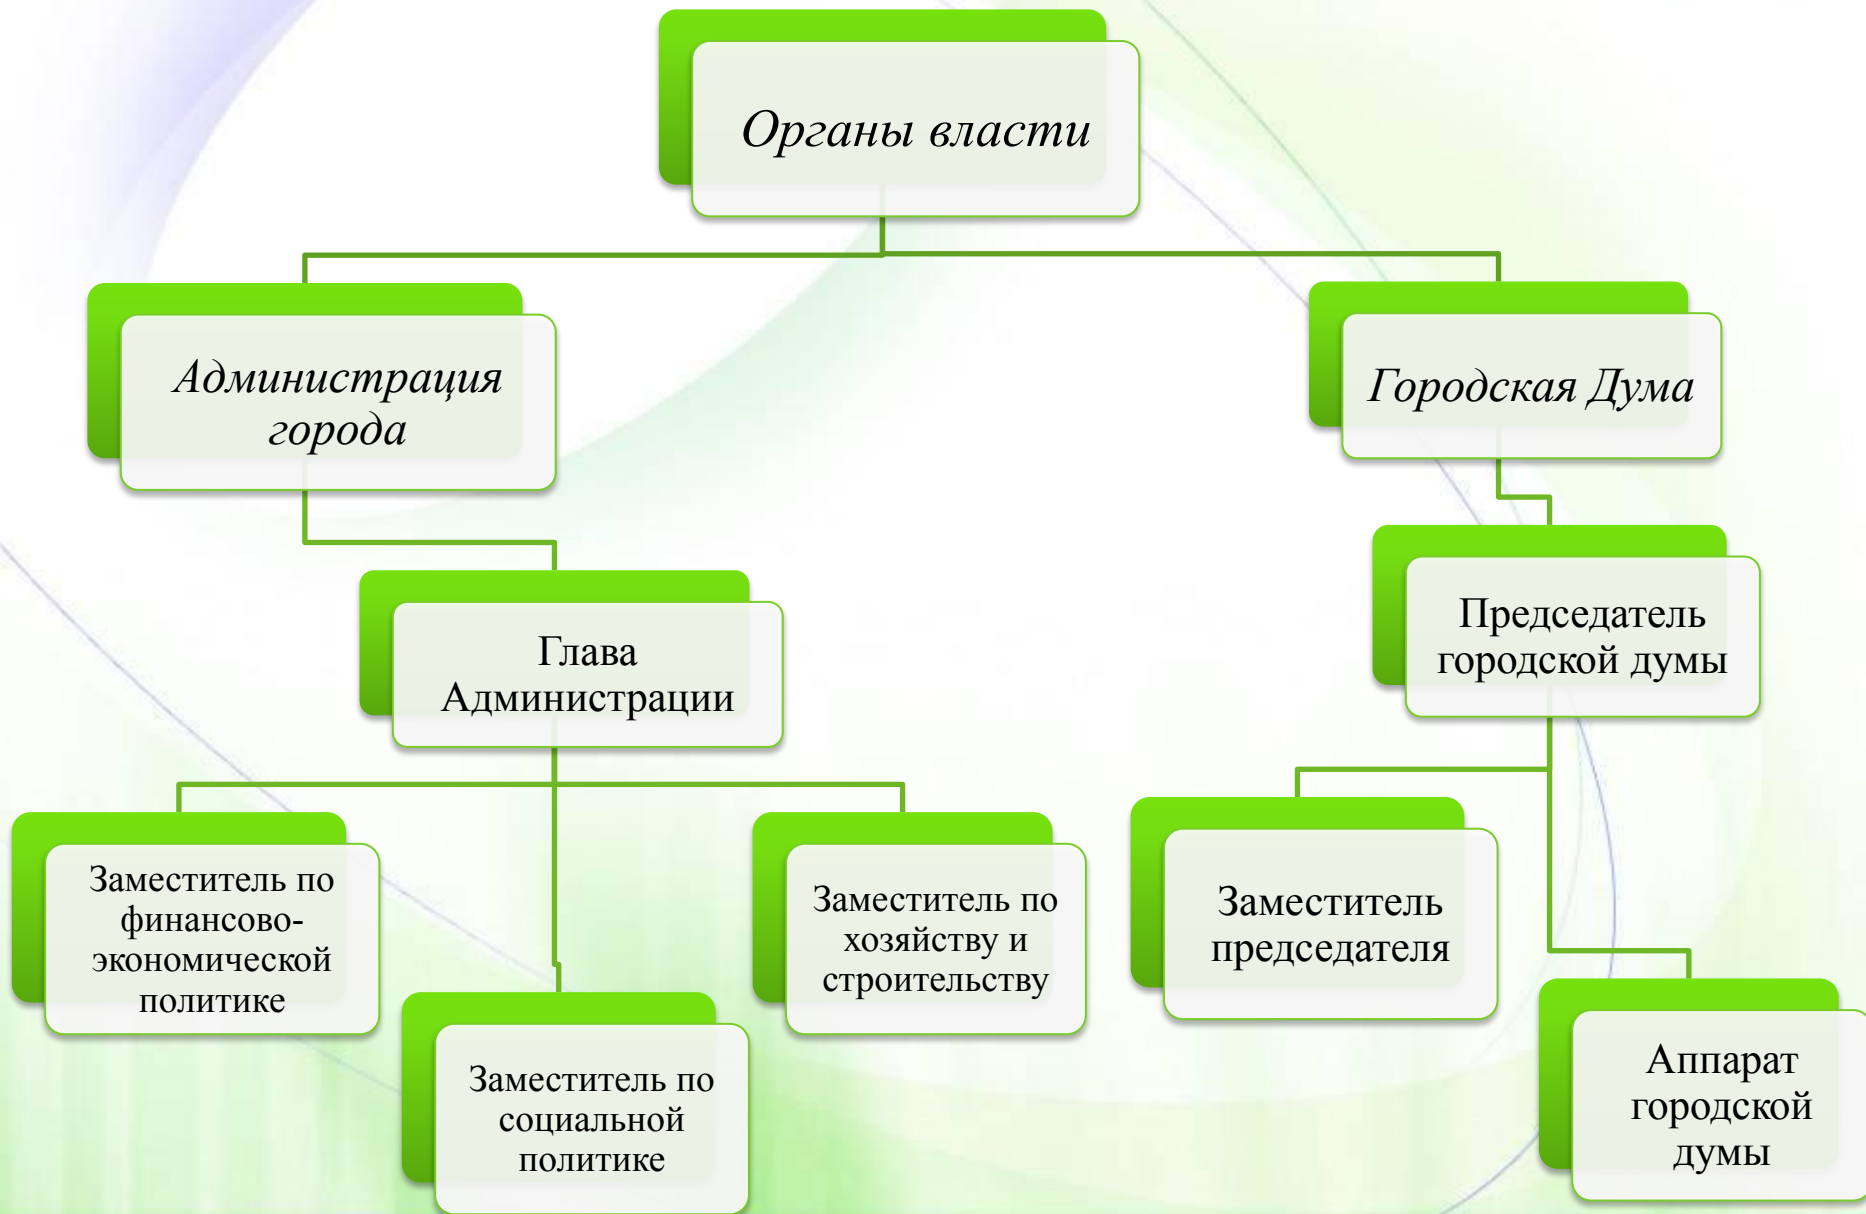 Органы власти
Администрация
города
Городская Дума
Глава
Администрации
Председатель
городской думы
Заместитель по
финансово-
экономической
политике
Заместитель по
социальной
политике
Заместитель по
хозяйству и
строительству
Заместитель
председателя
Аппарат
городской
думы